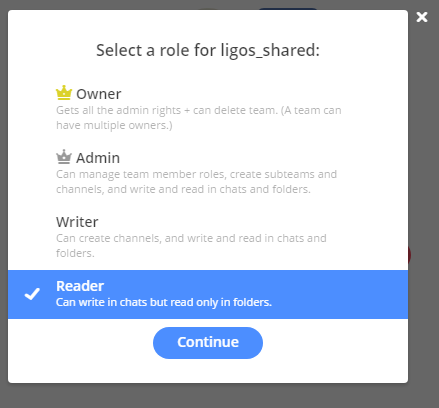 Select a role for ligos_shared:
Owner
Gets all the admin rights + can delete team. (A team can
have multiple owners.)
Admin
Can manage team member roles, create subteams and
channels, and write and read in chats and folders.
Writer
Can create channels, and write and read in chats and
folders.
Reader
Can write in chats but read only in folders.
Continue